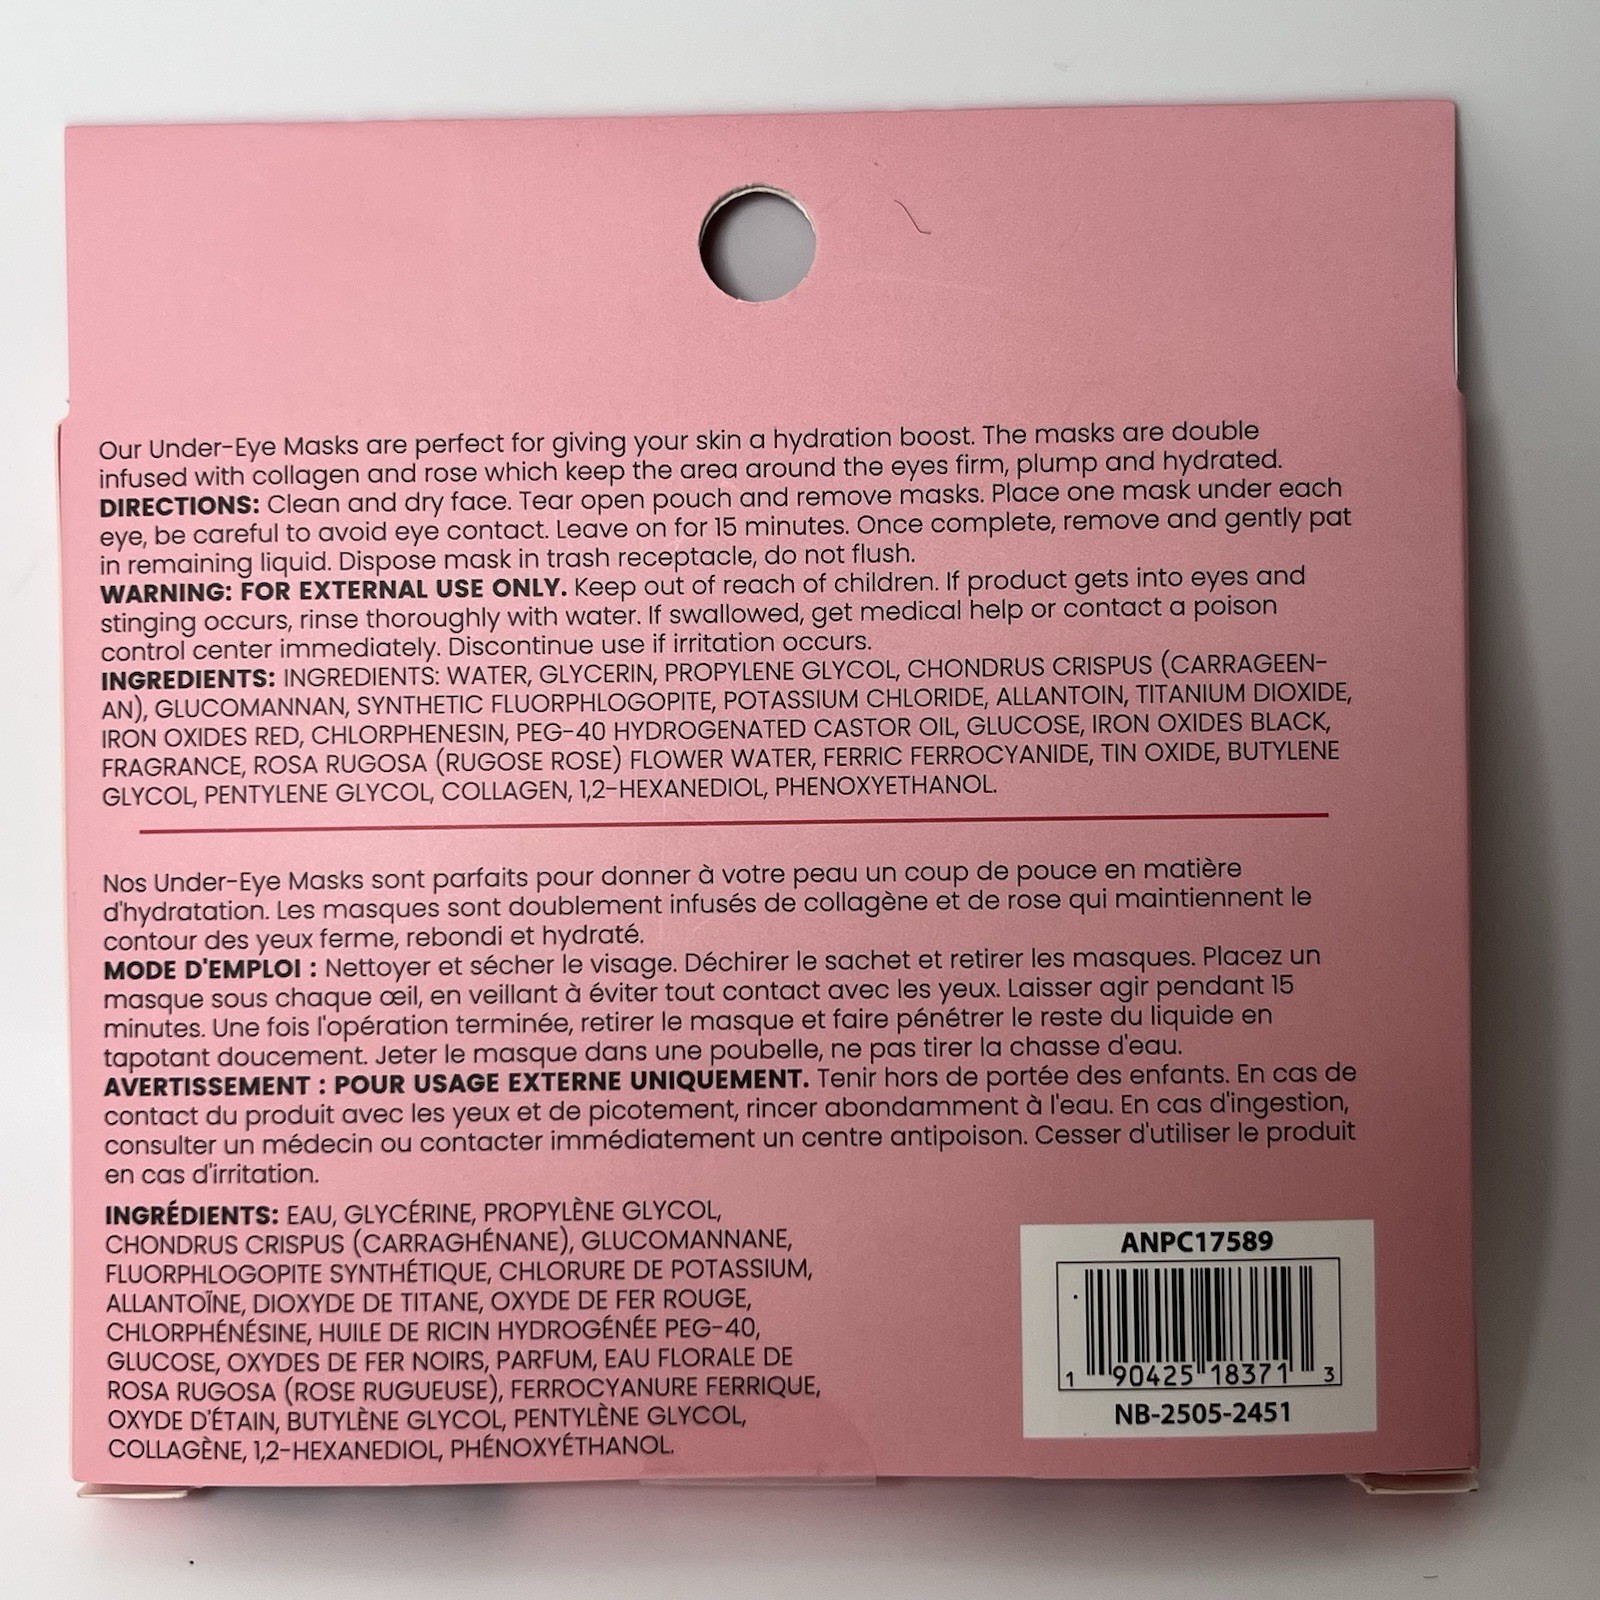 Our Under-Eye Masks are perfect for giving your skin a hydration boost. The masks are double
infused with collagen and rose which keep the area around the eyes firm, plump and hydrated.
DIRECTIONS: Clean and dry face. Tear open pouch and remove masks. Place one mask under each
eye, be careful to avoid eye contact. Leave on for 15 minutes. Once complete, remove and gently pat
in remaining liquid. Dispose mask in trash receptacle, do not flush.
WARNING: FOR EXTERNAL USE ONLY. Keep out of reach of children. If product gets into eyes and
stinging occurs, rinse thoroughly with water. If swallowed, get medical help or contact a poison
control center immediately. Discontinue use if irritation occurs.
INGREDIENTS: INGREDIENTS: WATER, GLYCERIN, PROPYLENE GLYCOL, CHONDRUS CRISPUS (CARRAGEEN-
AN), GLUCOMANNAN, SYNTHETIC FLUORPHLOGOPITE, POTASSIUM CHLORIDE, ALLANTOIN, TITANIUM DIOXIDE,
IRON OXIDES RED, CHLORPHENESIN, PEG-40 HYDROGENATED CASTOR OIL, GLUCOSE, IRON OXIDES BLACK,
FRAGRANCE, ROSA RUGOSA (RUGOSE ROSE) FLOWER WATER, FERRIC FERROCYANIDE, TIN OXIDE, BUTYLENE
GLYCOL, PENTYLENE GLYCOL, COLLAGEN, 1,2-HEXANEDIOL, PHENOXYETHANOL.
Nos Under-Eye Masks sont parfaits pour donner à votre peau un coup de pouce en matière
d'hydratation. Les masques sont doublement infusés de collagène et de rose qui maintiennent le
contour des yeux ferme, rebondi et hydraté.
MODE D'EMPLOI : Nettoyer et sécher le visage. Déchirer le sachet et retirer les masques. Placez un
masque sous chaque œil, en veillant à éviter tout contact avec les yeux. Laisser agir pendant 15
minutes. Une fois l'opération terminée, retirer le masque et faire pénétrer le reste du liquide en
tapotant doucement. Jeter le masque dans une poubelle, ne pas tirer la chasse d'eau.
AVERTISSEMENT : POUR USAGE EXTERNE UNIQUEMENT. Tenir hors de portée des enfants. En cas de
contact du produit avec les yeux et de picotement, rincer abondamment à l'eau. En cas d'ingestion,
consulter un médecin ou contacter immédiatement un centre antipoison. Cesser d'utiliser le produit
en cas d'irritation.
INGRÉDIENTS: EAU, GLYCÉRINE, PROPYLÈNE GLYCOL,
CHONDRUS CRISPUS (CARRAGHÉNANE), GLUCOMANNANE,
FLUORPHLOGOPITE SYNTHÉTIQUE, CHLORURE DE POTASSIUM,
ALLANTOÏNE, DIOXYDE DE TITANE, OXYDE DE FER ROUGE,
CHLORPHÉNÉSINE, HUILE DE RICIN HYDROGÉNÉE PEG-40,
GLUCOSE, OXYDES DE FER NOIRS, PARFUM, EAU FLORALE DE
ROSA RUGOSA (ROSE RUGUEUSE), FERROCYANURE FERRIQUE,
OXYDE D'ÉTAIN, BUTYLÈNE GLYCOL, PENTYLÈNE GLYCOL,
COLLAGÈNE, 1,2-HEXANEDIOL, PHÉNOXYÉTHANOL.
ANPC17589
1 90425 18371 3
NB-2505-2451